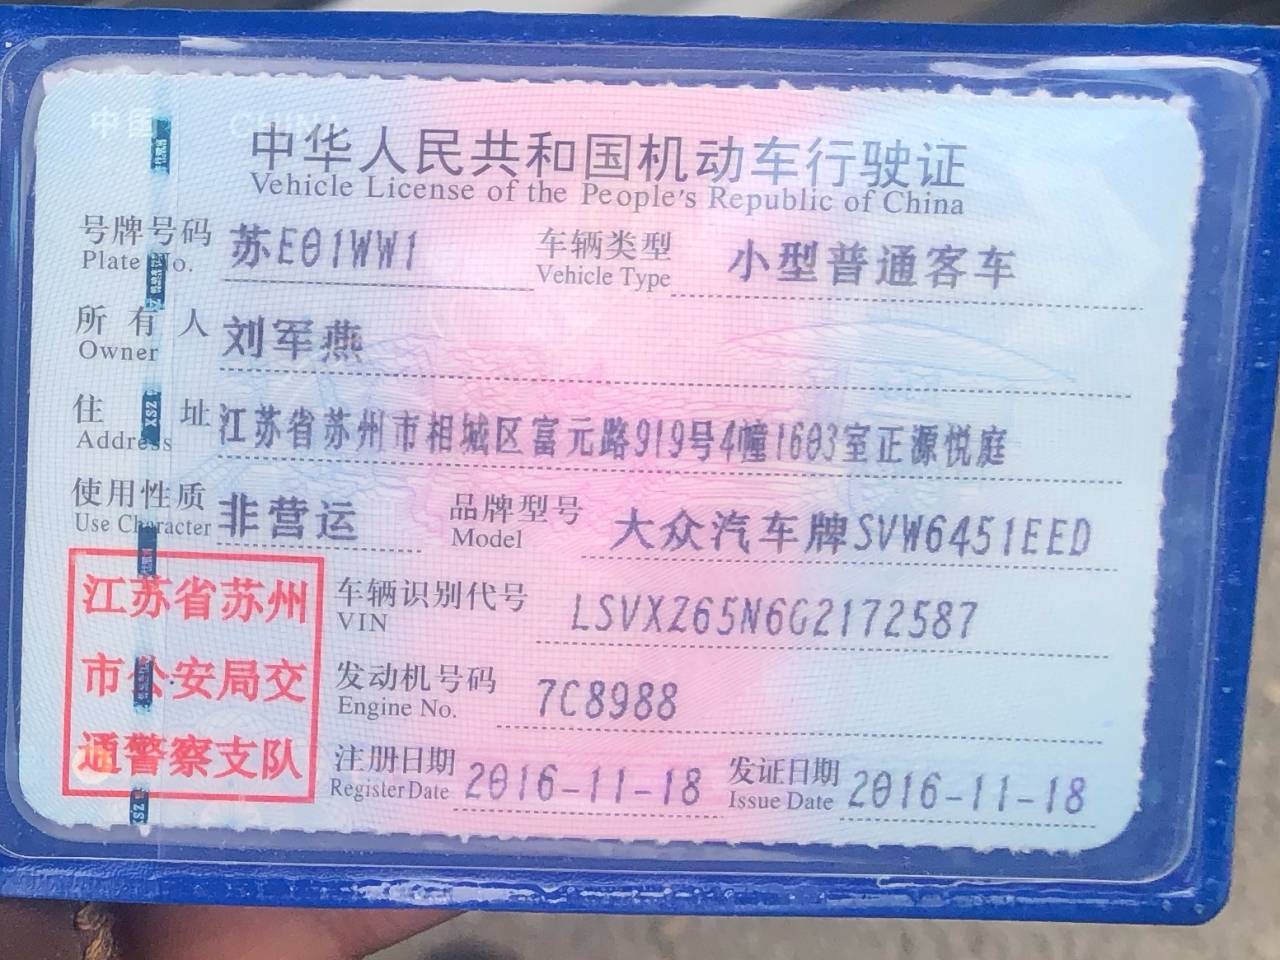 中国 CHINA
中华人民共和国机动车行驶证
Vehicle License of the People's Republic of China
号牌号码 苏E01WW1 车辆类型 小型普通客车
Plate No. Vehicle Type
所有人 刘军燕
Owner
住址 江苏省苏州市相城区富元路919号4幢1603室正源悦庭
Address
使用性质 非营运 品牌型号 大众汽车牌SVW6451EED
Use Character Model
江苏省苏州
市公安局交
通警察支队
车辆识别代号 LSVXZ65N6G2172587
VIN
发动机号码 7C8988
Engine No.
注册日期 2016-11-18 发证日期 2016-11-18
Register Date Issue Date